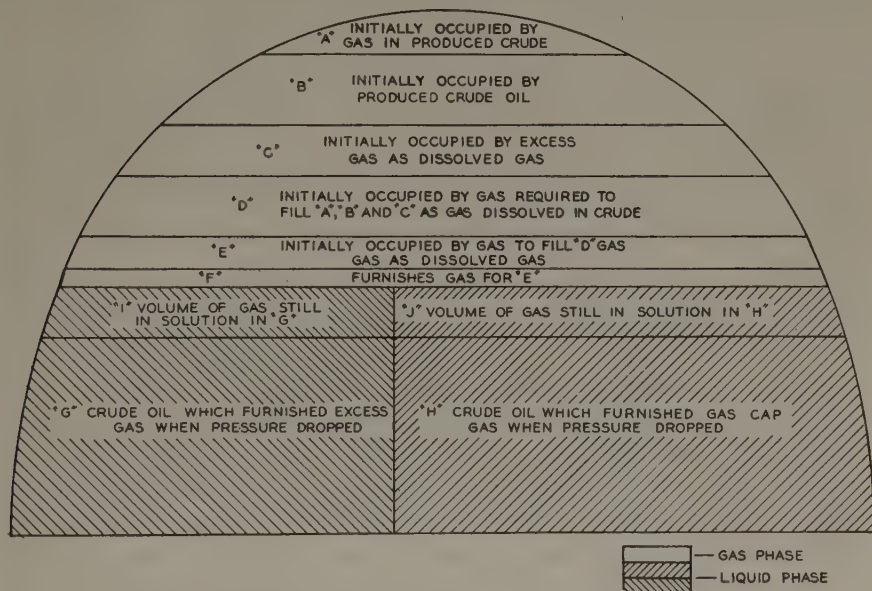 "A" INITIALLY OCCUPIED BY
GAS IN PRODUCED CRUDE
"B" INITIALLY OCCUPIED BY
PRODUCED CRUDE OIL
"C" INITIALLY OCCUPIED BY EXCESS
GAS AS DISSOLVED GAS
"D" INITIALLY OCCUPIED BY GAS REQUIRED TO
FILL "A", "B" AND "C" AS GAS DISSOLVED IN CRUDE
"E" INITIALLY OCCUPIED BY GAS TO FILL "D" GAS
GAS AS DISSOLVED GAS
"F" FURNISHES GAS FOR "E"
"I" VOLUME OF GAS STILL
IN SOLUTION IN "G"
"J" VOLUME OF GAS STILL IN SOLUTION IN "H"
"G" CRUDE OIL WHICH FURNISHED EXCESS
GAS WHEN PRESSURE DROPPED
"H" CRUDE OIL WHICH FURNISHED GAS CAP
GAS WHEN PRESSURE DROPPED
GAS PHASE
LIQUID PHASE